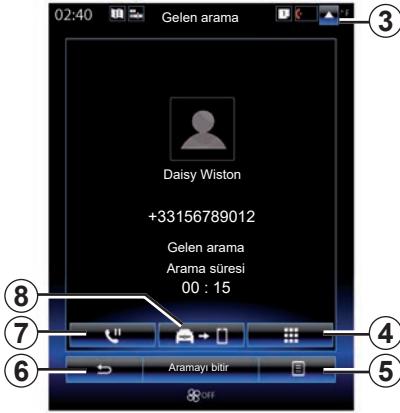 02:40 Gelen arama °F
3
Daisy Wiston
+33156789012
Gelen arama
Arama süresi
00 : 15
8
7
4
6
Aramayı bitir
5
OFF